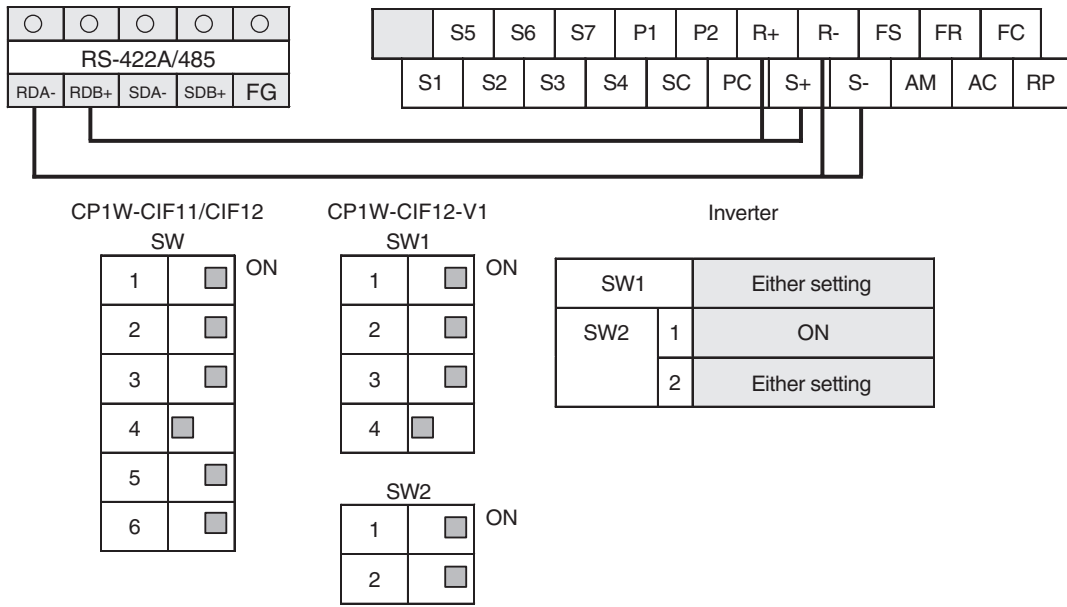 RS-422A/485
RDA- RDB+ SDA- SDB+ FG
S5 S6 S7 P1 P2 R+ R- FS FR FC
S1 S2 S3 S4 SC PC S+ S- AM AC RP
CP1W-CIF11/CIF12
SW
ON
1
2
3
4
5
6
CP1W-CIF12-V1
SW1
ON
1
2
3
4
SW2
ON
1
2
Inverter
SW1 Either setting
SW2 1 ON
2 Either setting